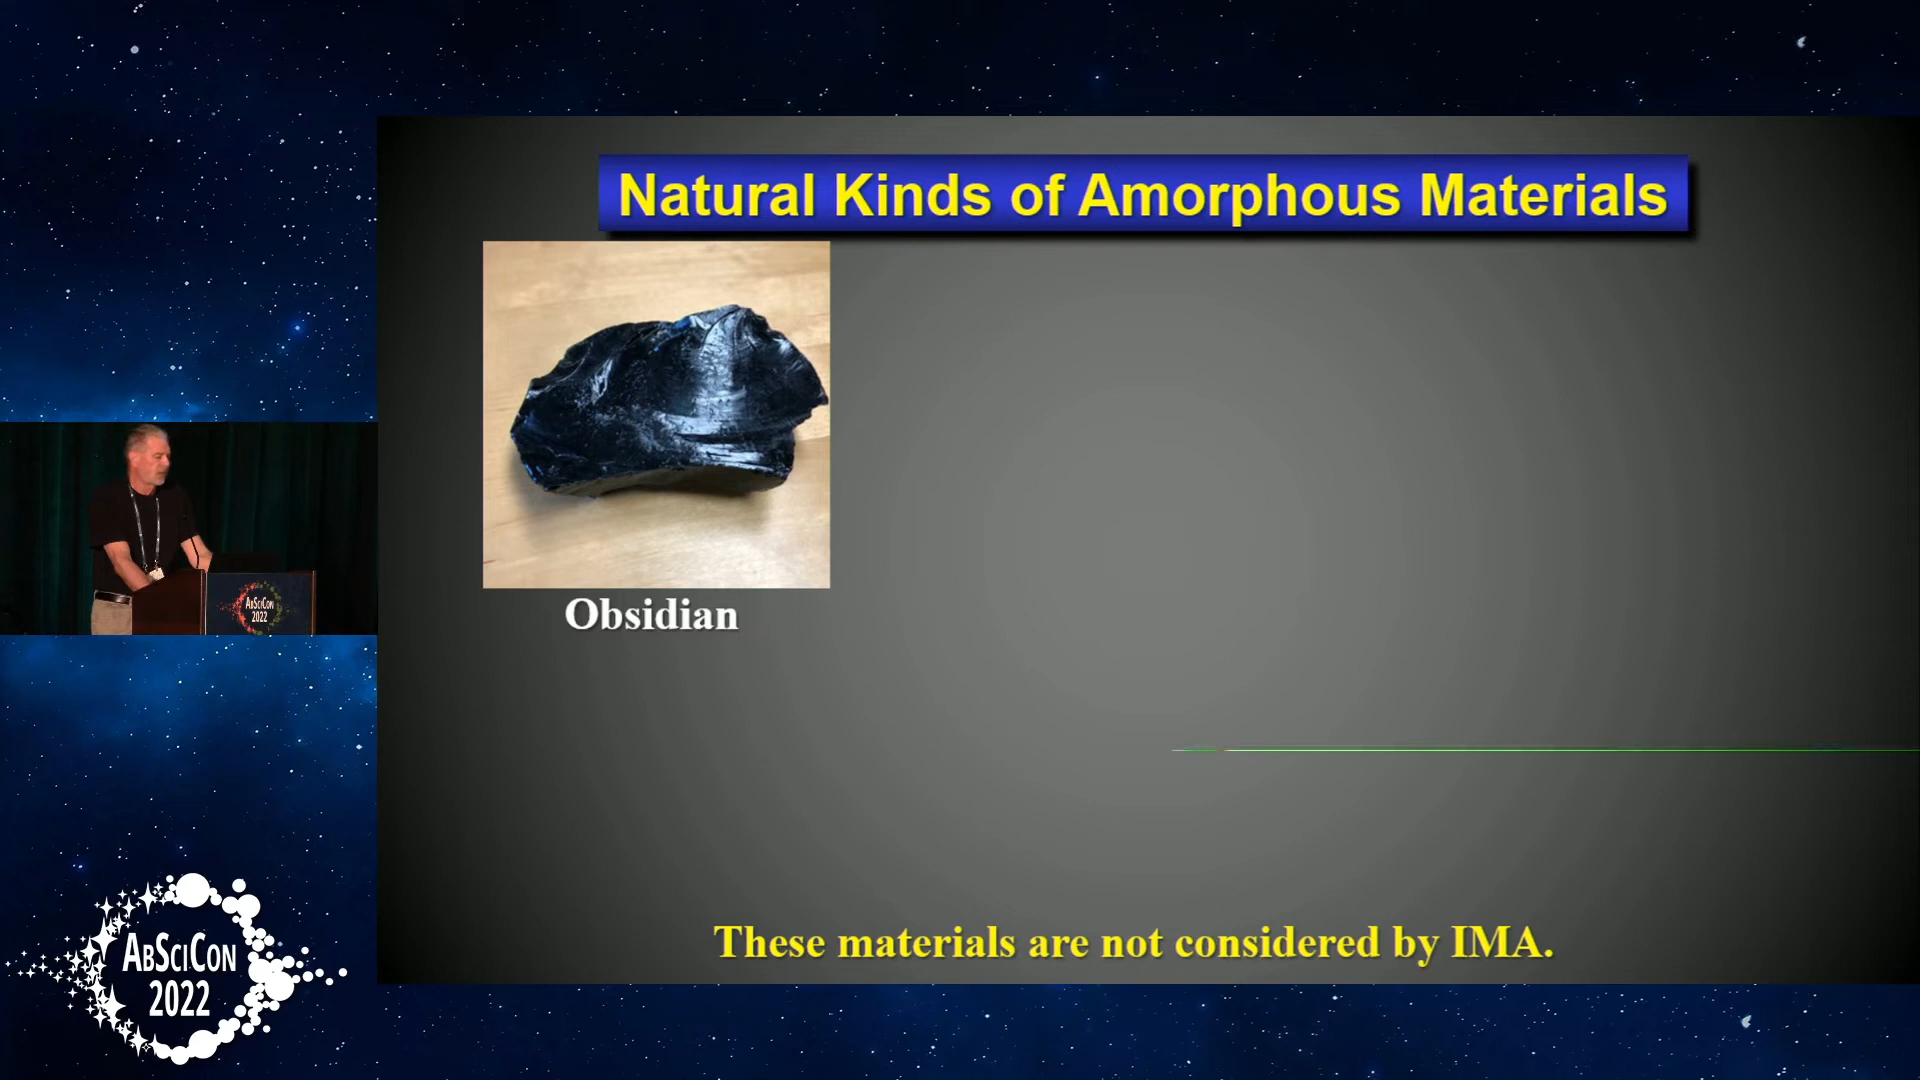 Natural Kinds of Amorphous Materials
Obsidian
These materials are not considered by IMA.
ABSCICON
2022
ABSCICON
2022